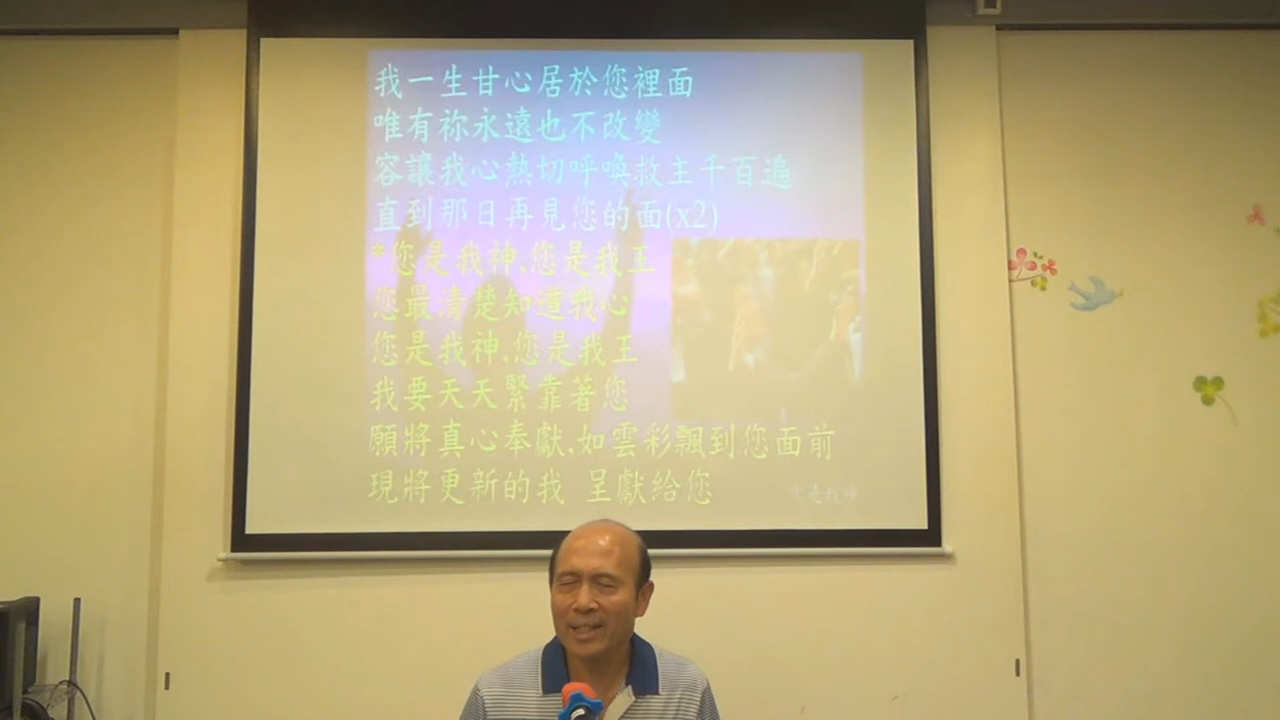 我一生甘心居於您裡面
唯有祢永遠也不改變
容讓我心熱切呼喚救主千百遍
直到那日再見您的面(x2)
*您是我神,您是我王
您最清楚知道我心
您是我神,您是我王
我要天天緊靠著您
願將真心奉獻,如雲彩飄到您面前
現將更新的我 呈獻給您
是我神